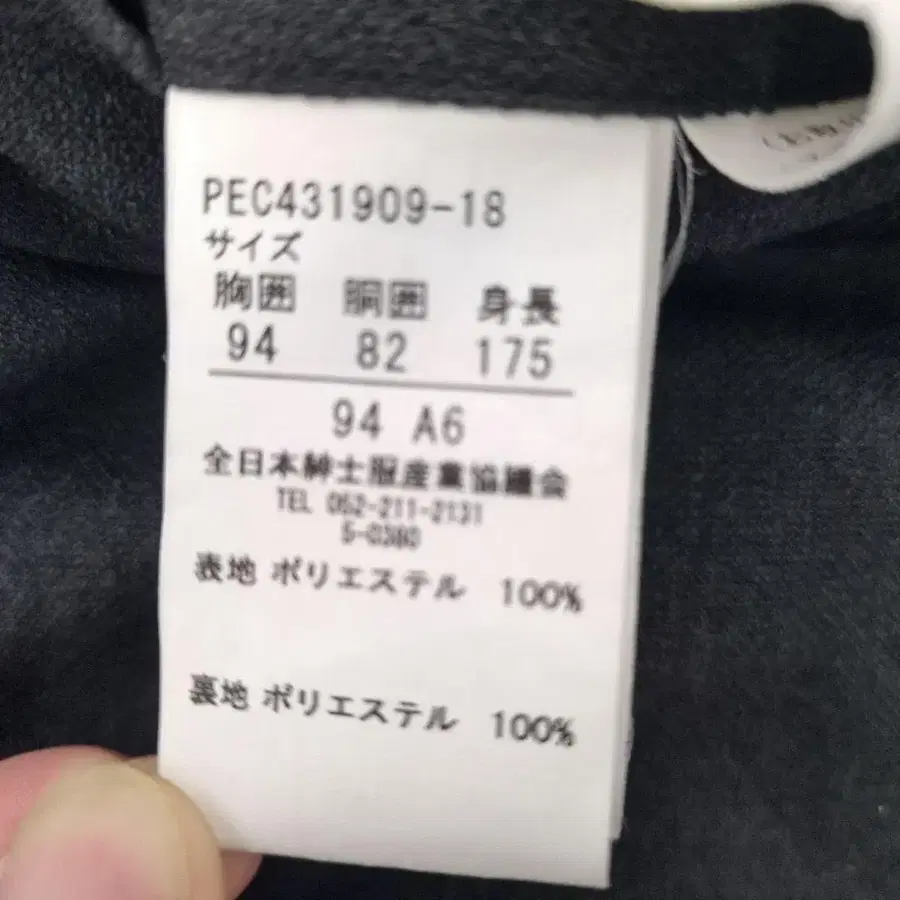 PEC431909-18
サイズ
胸囲 胴囲 身長
94 82 175
94 A6
全日本紳士服産業協議会
TEL 052-211-2131
5-0380
表地 ポリエステル 100%
裏地 ポリエステル 100%